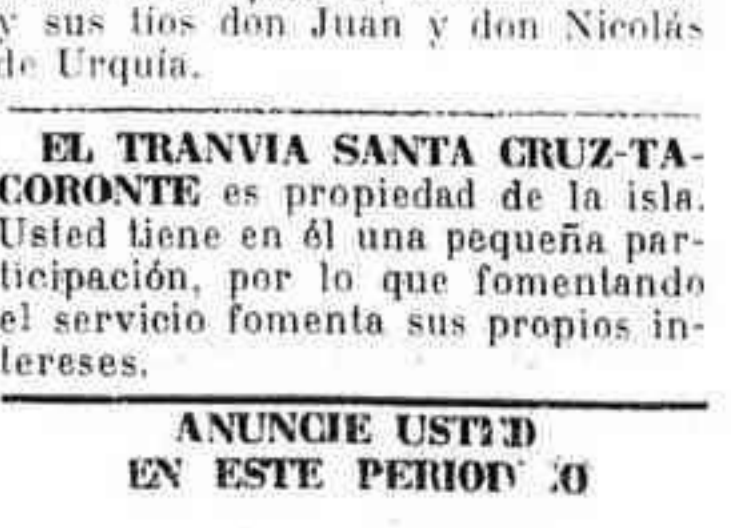 y sus tíos don Juan y don Nicolás
de Urquía.
EL TRANVIA SANTA CRUZ-TA-
CORONTE es propiedad de la isla.
Usted tiene en él una pequeña par-
ticipación, por lo que fomentando
el servicio fomenta sus propios in-
tereses.
ANUNCIE USTED
EN ESTE PERIODICO